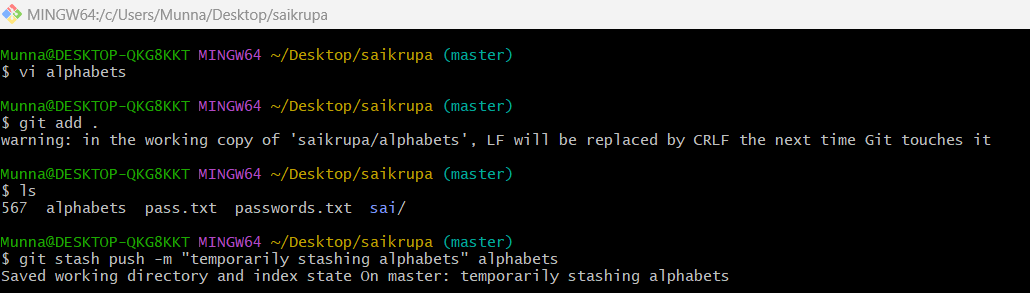 MINGW64:/c/Users/Munna/Desktop/saikrupa
Munna@DESKTOP-QKG8KKT MINGW64 ~/Desktop/saikrupa (master)
$ vi alphabets
Munna@DESKTOP-QKG8KKT MINGW64 ~/Desktop/saikrupa (master)
$ git add .
warning: in the working copy of 'saikrupa/alphabets', LF will be replaced by CRLF the next time Git touches it
Munna@DESKTOP-QKG8KKT MINGW64 ~/Desktop/saikrupa (master)
$ ls
567  alphabets  pass.txt  passwords.txt  sai/
Munna@DESKTOP-QKG8KKT MINGW64 ~/Desktop/saikrupa (master)
$ git stash push -m "temporarily stashing alphabets" alphabets
Saved working directory and index state On master: temporarily stashing alphabets